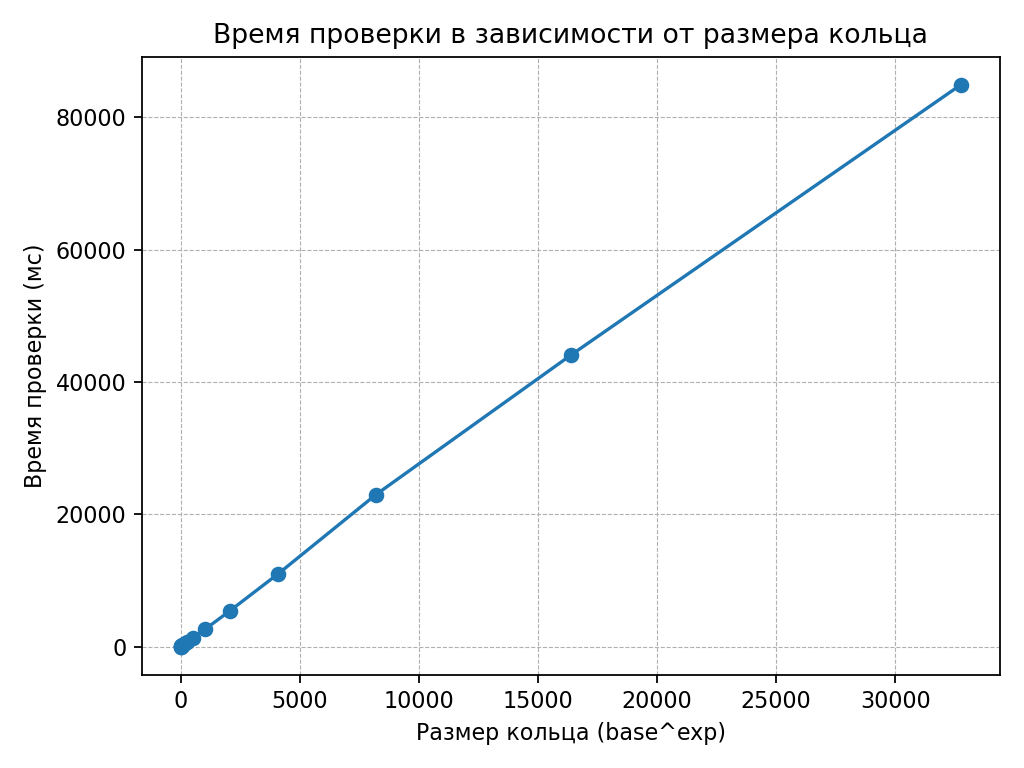 Время проверки в зависимости от размера кольца
Время проверки (мс)
80000
60000
40000
20000
0
0 5000 10000 15000 20000 25000 30000
Размер кольца (base^exp)